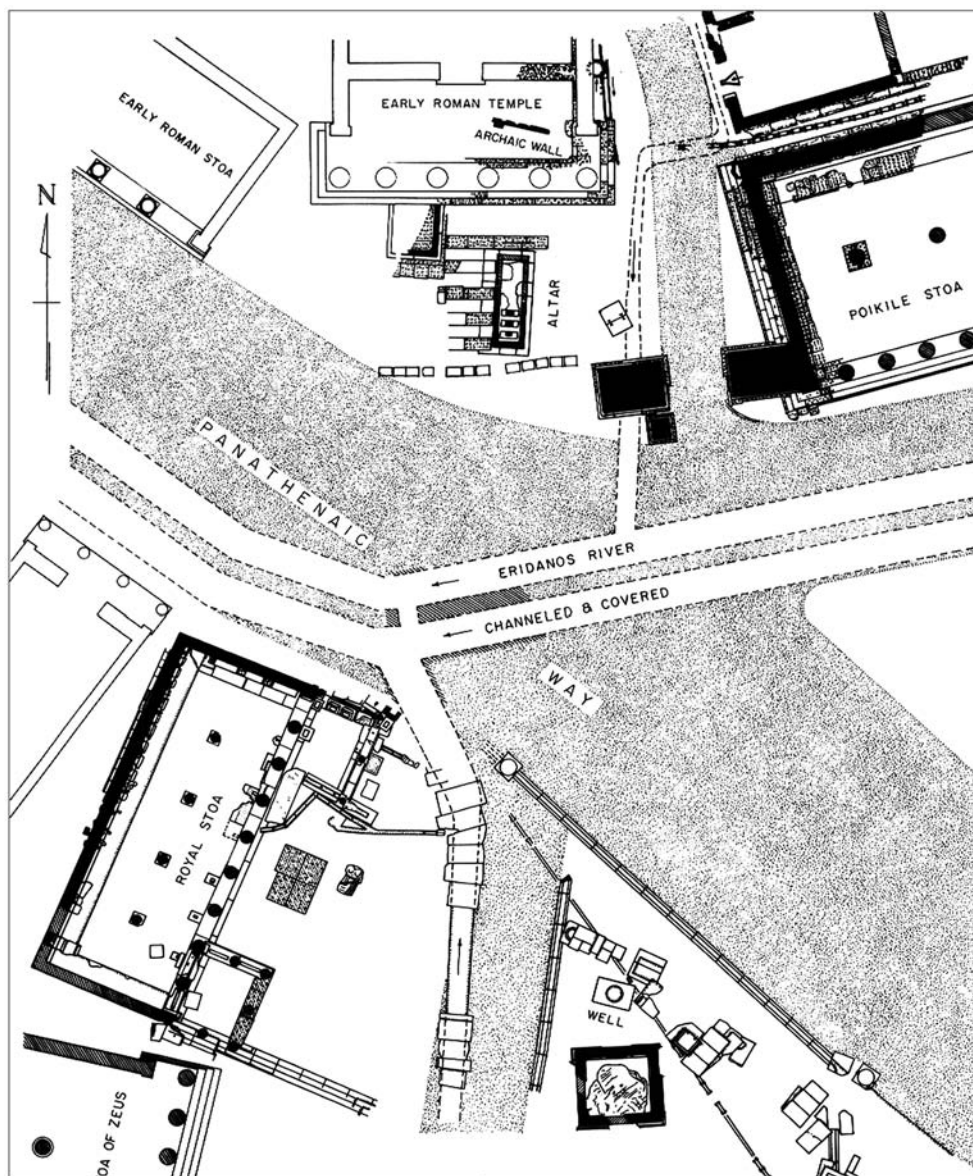 EARLY ROMAN STOA
EARLY ROMAN TEMPLE
ARCHAIC WALL
N
ALTAR
POIKILE STOA
PANATHENAIC
ERIDANOS RIVER
CHANNELED & COVERED
WAY
ROYAL STOA
WELL
OA OF ZEUS